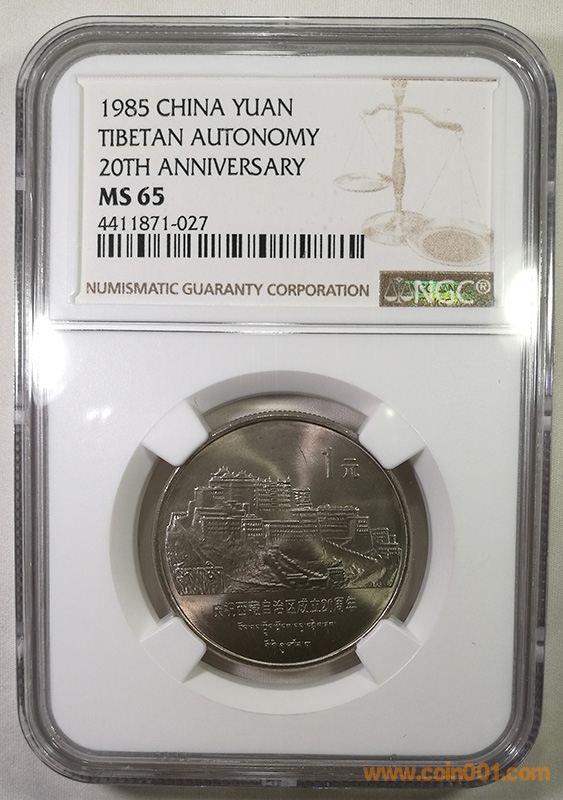 1985 CHINA YUAN
TIBETAN AUTONOMY
20TH ANNIVERSARY
MS 65
4411871-027
NUMISMATIC GUARANTY CORPORATION
NGC®
1元
庆祝西藏自治区成立20周年
www.coin001.com